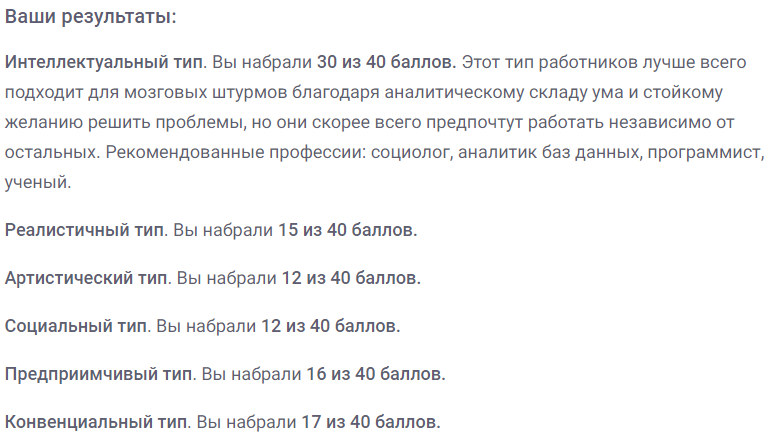 Ваши результаты:
Интеллектуальный тип. Вы набрали 30 из 40 баллов. Этот тип работников лучше всего
подходит для мозговых штурмов благодаря аналитическому складу ума и стойкому
желанию решить проблемы, но они скорее всего предпочтут работать независимо от
остальных. Рекомендованные профессии: социолог, аналитик баз данных, программист,
ученый.
Реалистичный тип. Вы набрали 15 из 40 баллов.
Артистический тип. Вы набрали 12 из 40 баллов.
Социальный тип. Вы набрали 12 из 40 баллов.
Предприимчивый тип. Вы набрали 16 из 40 баллов.
Конвенциальный тип. Вы набрали 17 из 40 баллов.